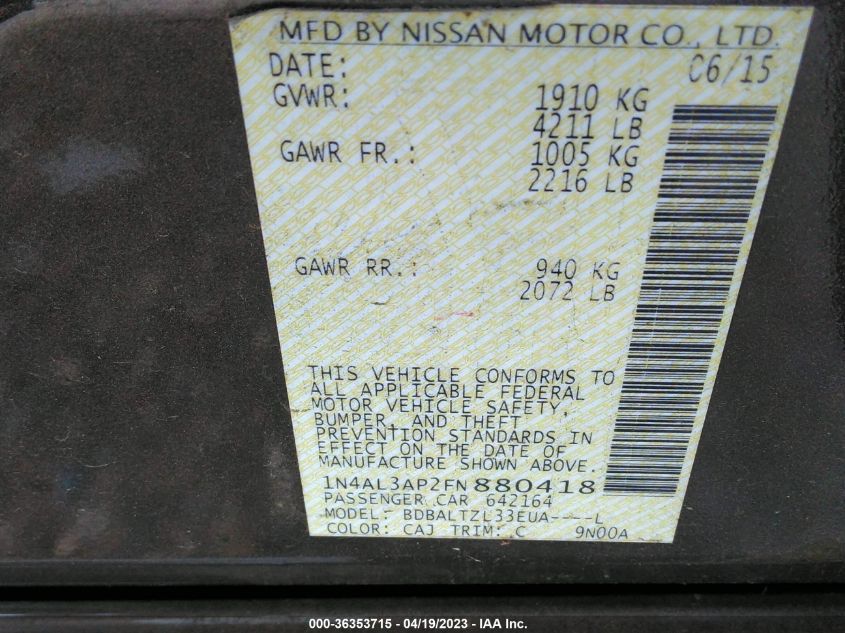 MFD BY NISSAN MOTOR CO., LTD.
DATE: 06/15
GVWR: 1910 KG
4211 LB
GAWR FR.: 1005 KG
2216 LB
GAWR RR.: 940 KG
2072 LB
THIS VEHICLE CONFORMS TO
ALL APPLICABLE FEDERAL
MOTOR VEHICLE SAFETY,
BUMPER, AND THEFT
PREVENTION STANDARDS IN
EFFECT ON THE DATE OF
MANUFACTURE SHOWN ABOVE.
1N4AL3AP2FN880418
PASSENGER CAR 642164
MODEL: BDBALTZL33EUA----L
COLOR: CAJ TRIM: C 9N00A
000-36353715 - 04/19/2023 - IAA Inc.